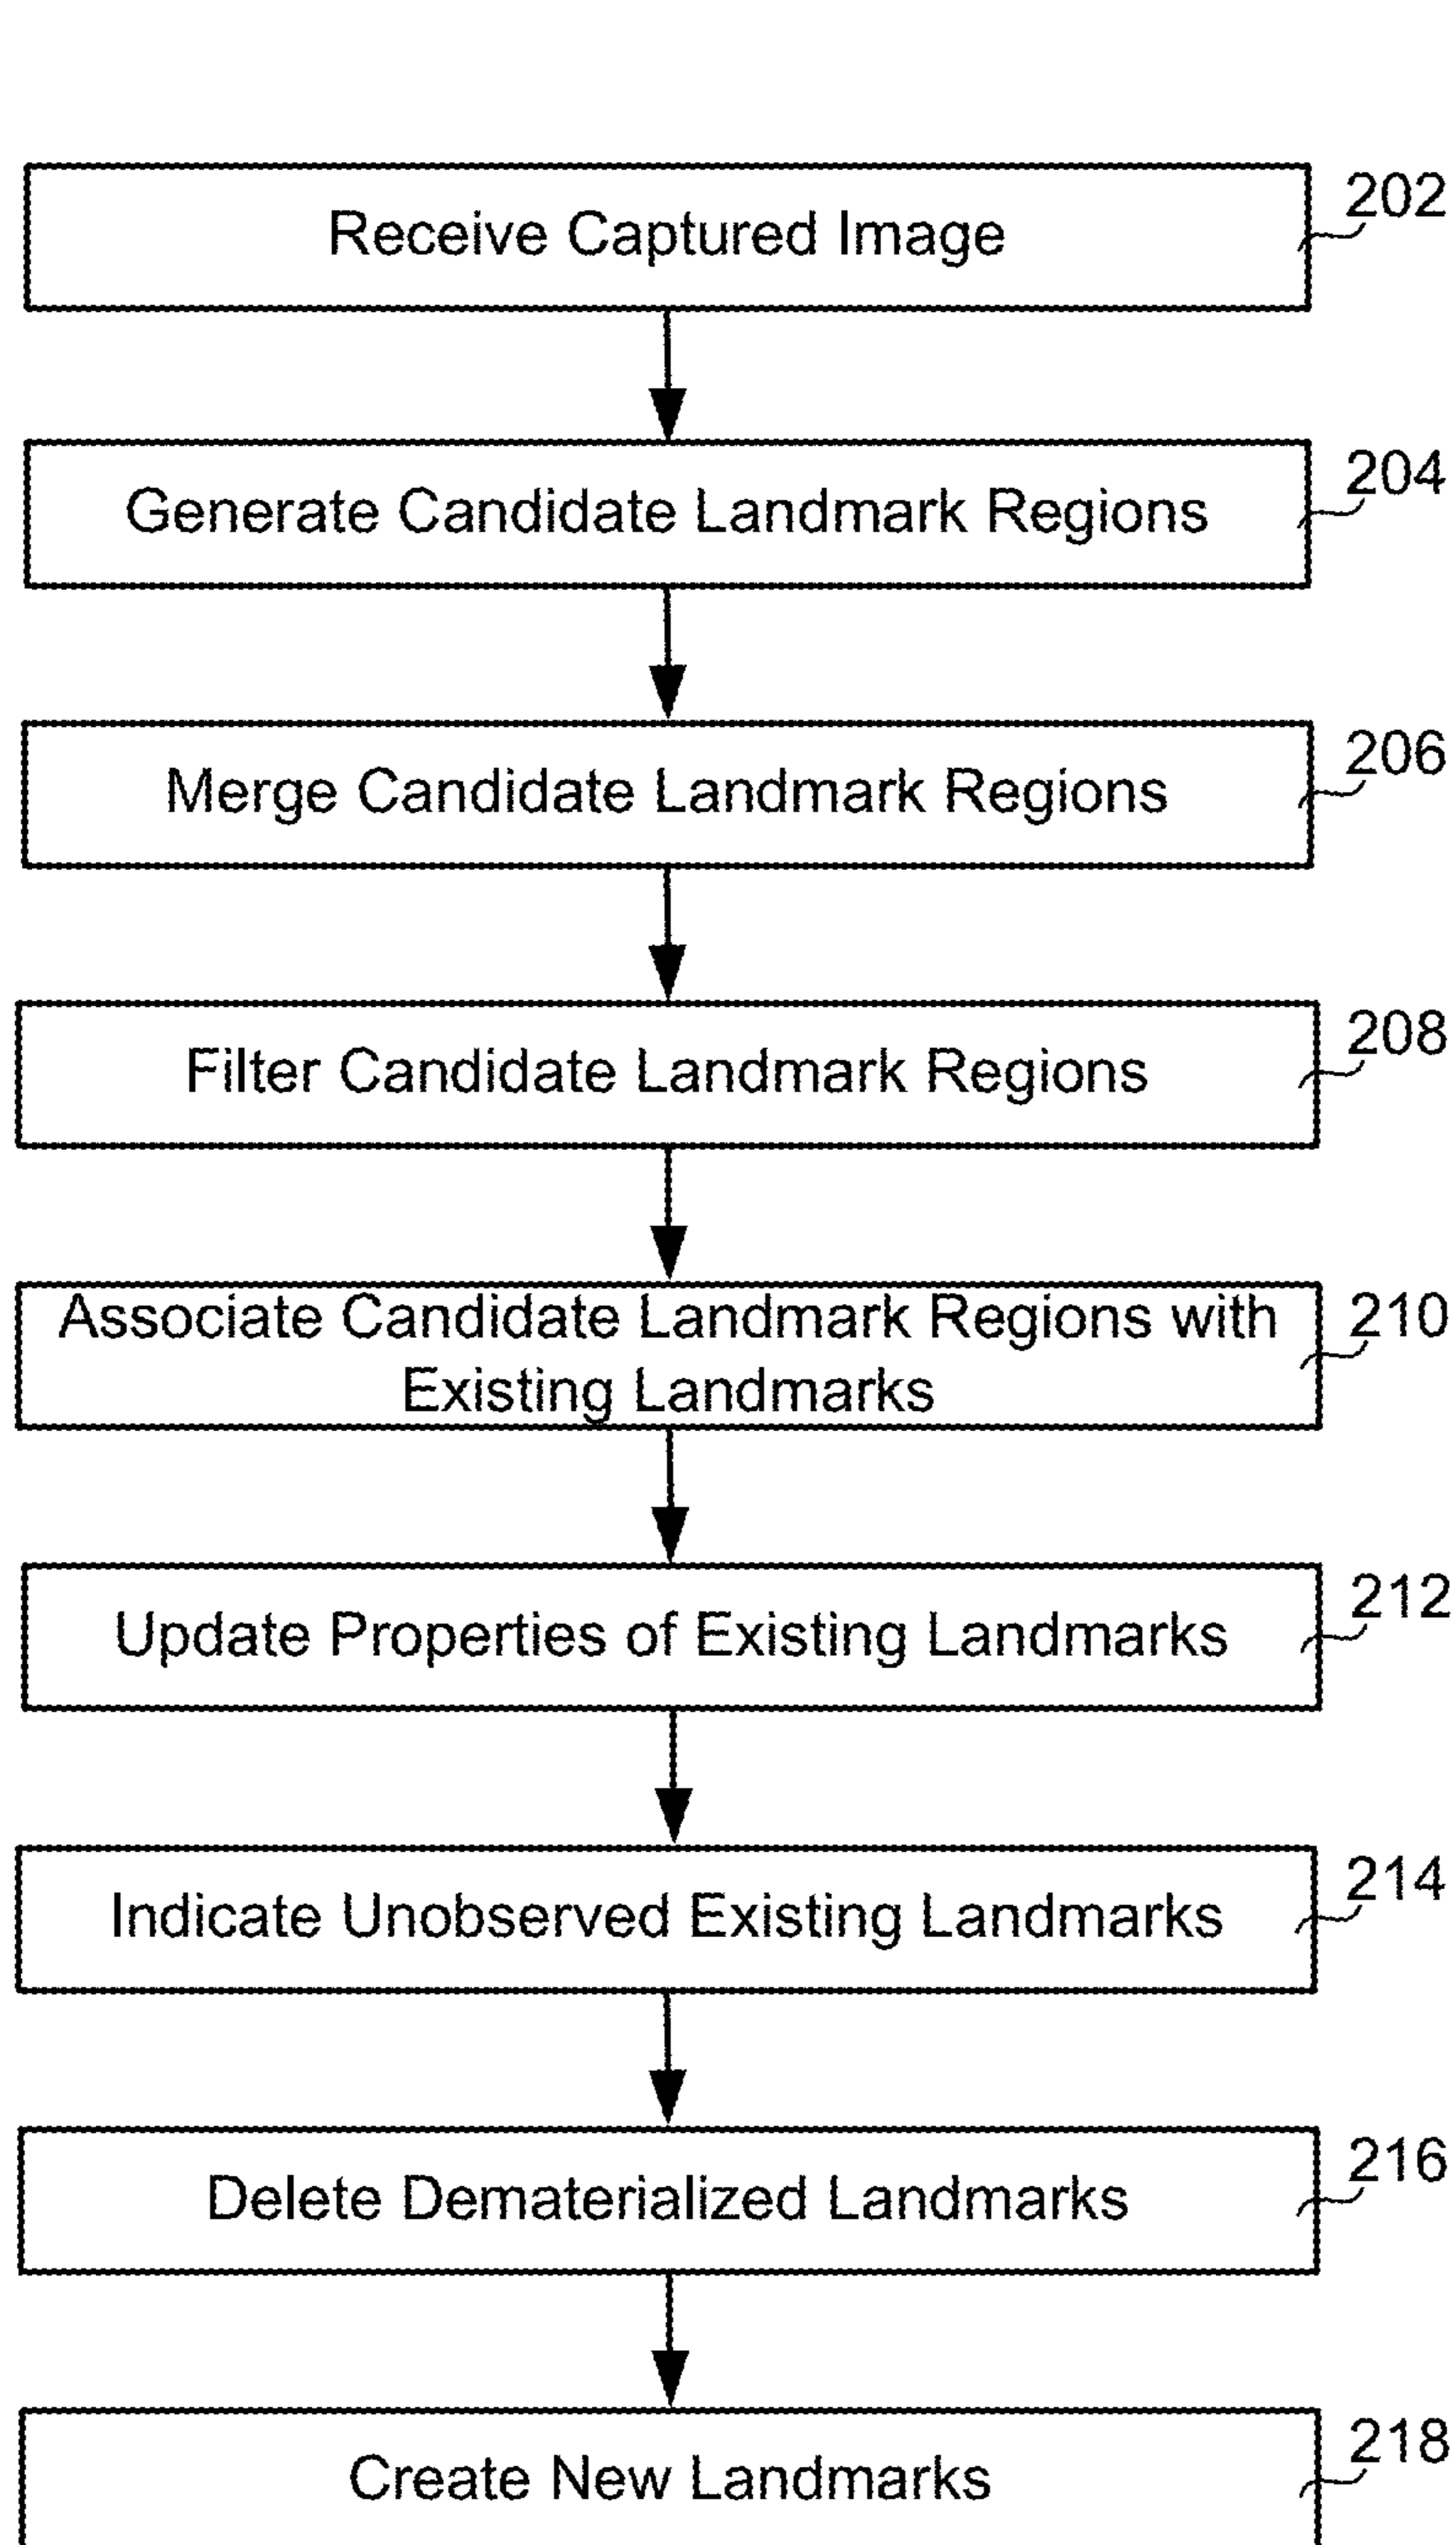 Receive Captured Image
202
Generate Candidate Landmark Regions
204
Merge Candidate Landmark Regions
206
Filter Candidate Landmark Regions
208
Associate Candidate Landmark Regions with
Existing Landmarks
210
Update Properties of Existing Landmarks
212
Indicate Unobserved Existing Landmarks
214
Delete Dematerialized Landmarks
216
Create New Landmarks
218